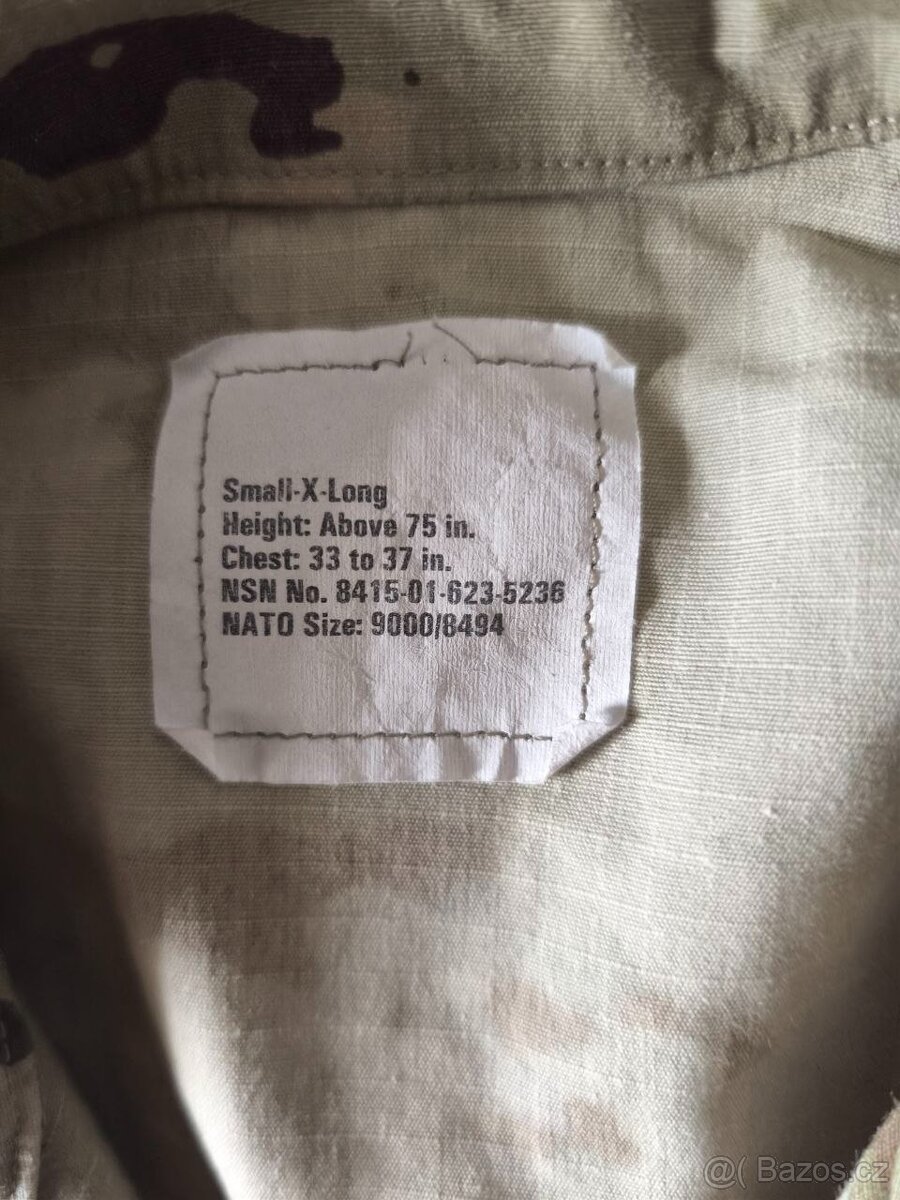 Small-X-Long
Height: Above 75 in.
Chest: 33 to 37 in.
NSN No. 8415-01-623-5236
NATO Size: 9000/8494
@( Bazos.cz